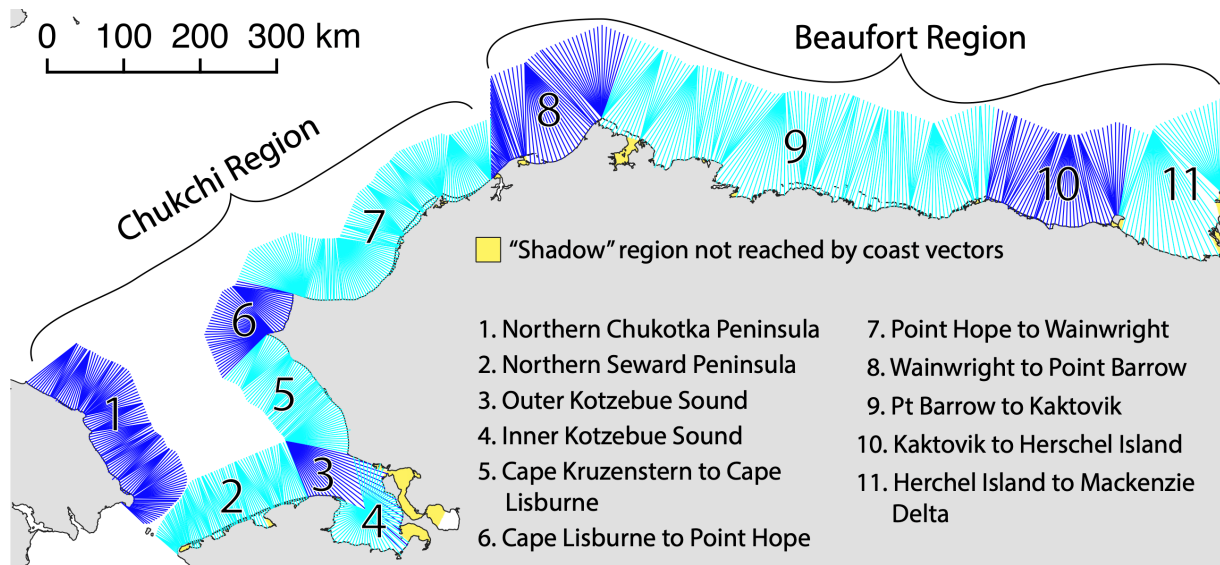 0 100 200 300 km
Beaufort Region
Chukchi Region
8
9
10
11
7
6
5
1
2
3
4
"Shadow" region not reached by coast vectors
1. Northern Chukotka Peninsula
2. Northern Seward Peninsula
3. Outer Kotzebue Sound
4. Inner Kotzebue Sound
5. Cape Kruzenstern to Cape
Lisburne
6. Cape Lisburne to Point Hope
7. Point Hope to Wainwright
8. Wainwright to Point Barrow
9. Pt Barrow to Kaktovik
10. Kaktovik to Herschel Island
11. Herchel Island to Mackenzie
Delta